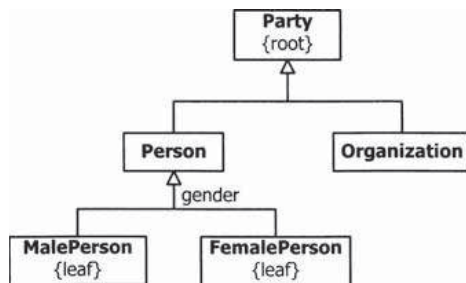 Party
{root}
Person
Organization
gender
MalePerson
{leaf}
FemalePerson
{leaf}